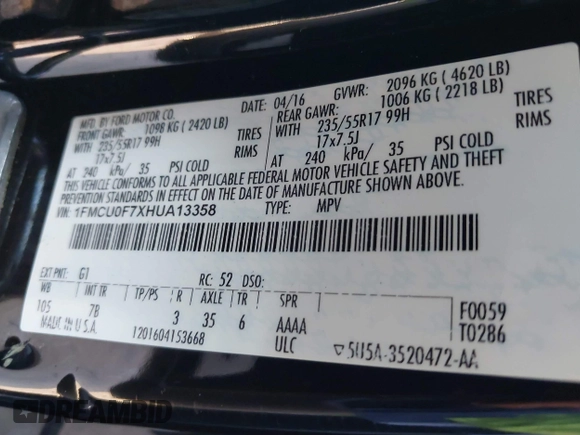 MFD. BY FORD MOTOR CO.
DATE: 04/16 GVWR: 2096 KG ( 4620 LB)
FRONT GAWR: 1098 KG ( 2420 LB) REAR GAWR: 1006 KG ( 2218 LB)
WITH 235/55R17 99H TIRES WITH 235/55R17 99H TIRES
17x7.5J RIMS 17x7.5J RIMS
AT 240 kPa/ 35 PSI COLD AT 240 kPa/ 35 PSI COLD
THIS VEHICLE CONFORMS TO ALL APPLICABLE FEDERAL MOTOR VEHICLE SAFETY AND THEFT
PREVENTION STANDARDS IN EFFECT ON THE DATE OF MANUFACTURE SHOWN ABOVE.
VIN: 1FMCU0F7XHUA13358 TYPE: MPV
EXT PNT: G1 RC: 52 DSO:
WB INT TR TP/PS R AXLE TR SPR
105 7B 3 35 6 AAAA F0059
MADE IN U.S.A. 1201604153668 ULC T0286
5U5A-3520472-AA
DREAMBID